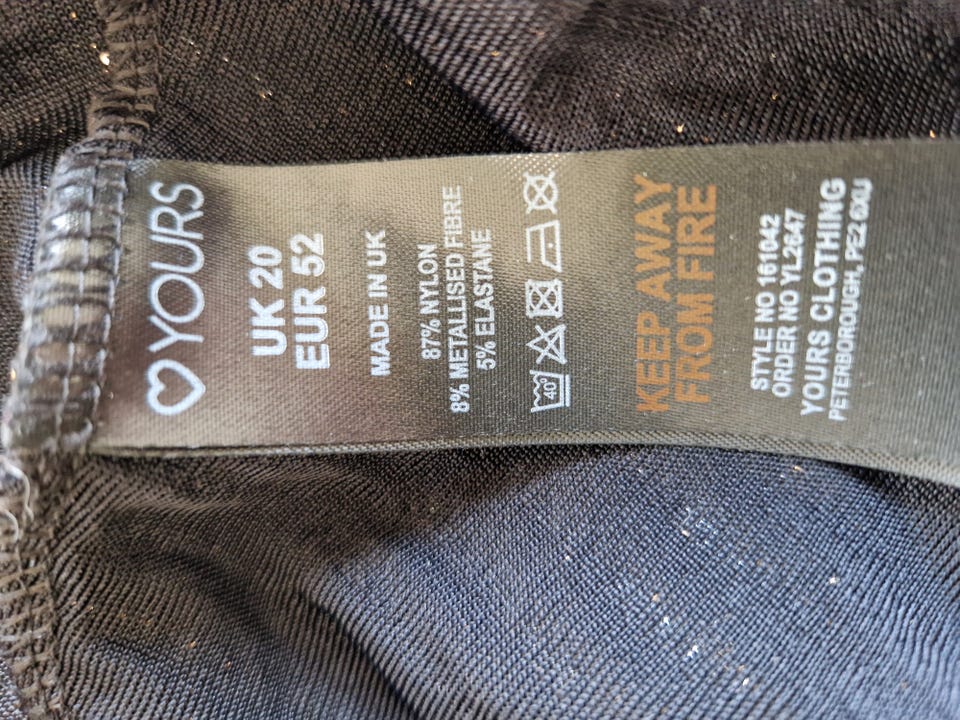 YOURS
UK 20
EUR 52
MADE IN UK
87% NYLON
8% METALLISED FIBRE
5% ELASTANE
40°
KEEP AWAY
FROM FIRE
STYLE NO 161042
ORDER NO YL2647
YOURS CLOTHING
PETERBOROUGH, PE2 6XU